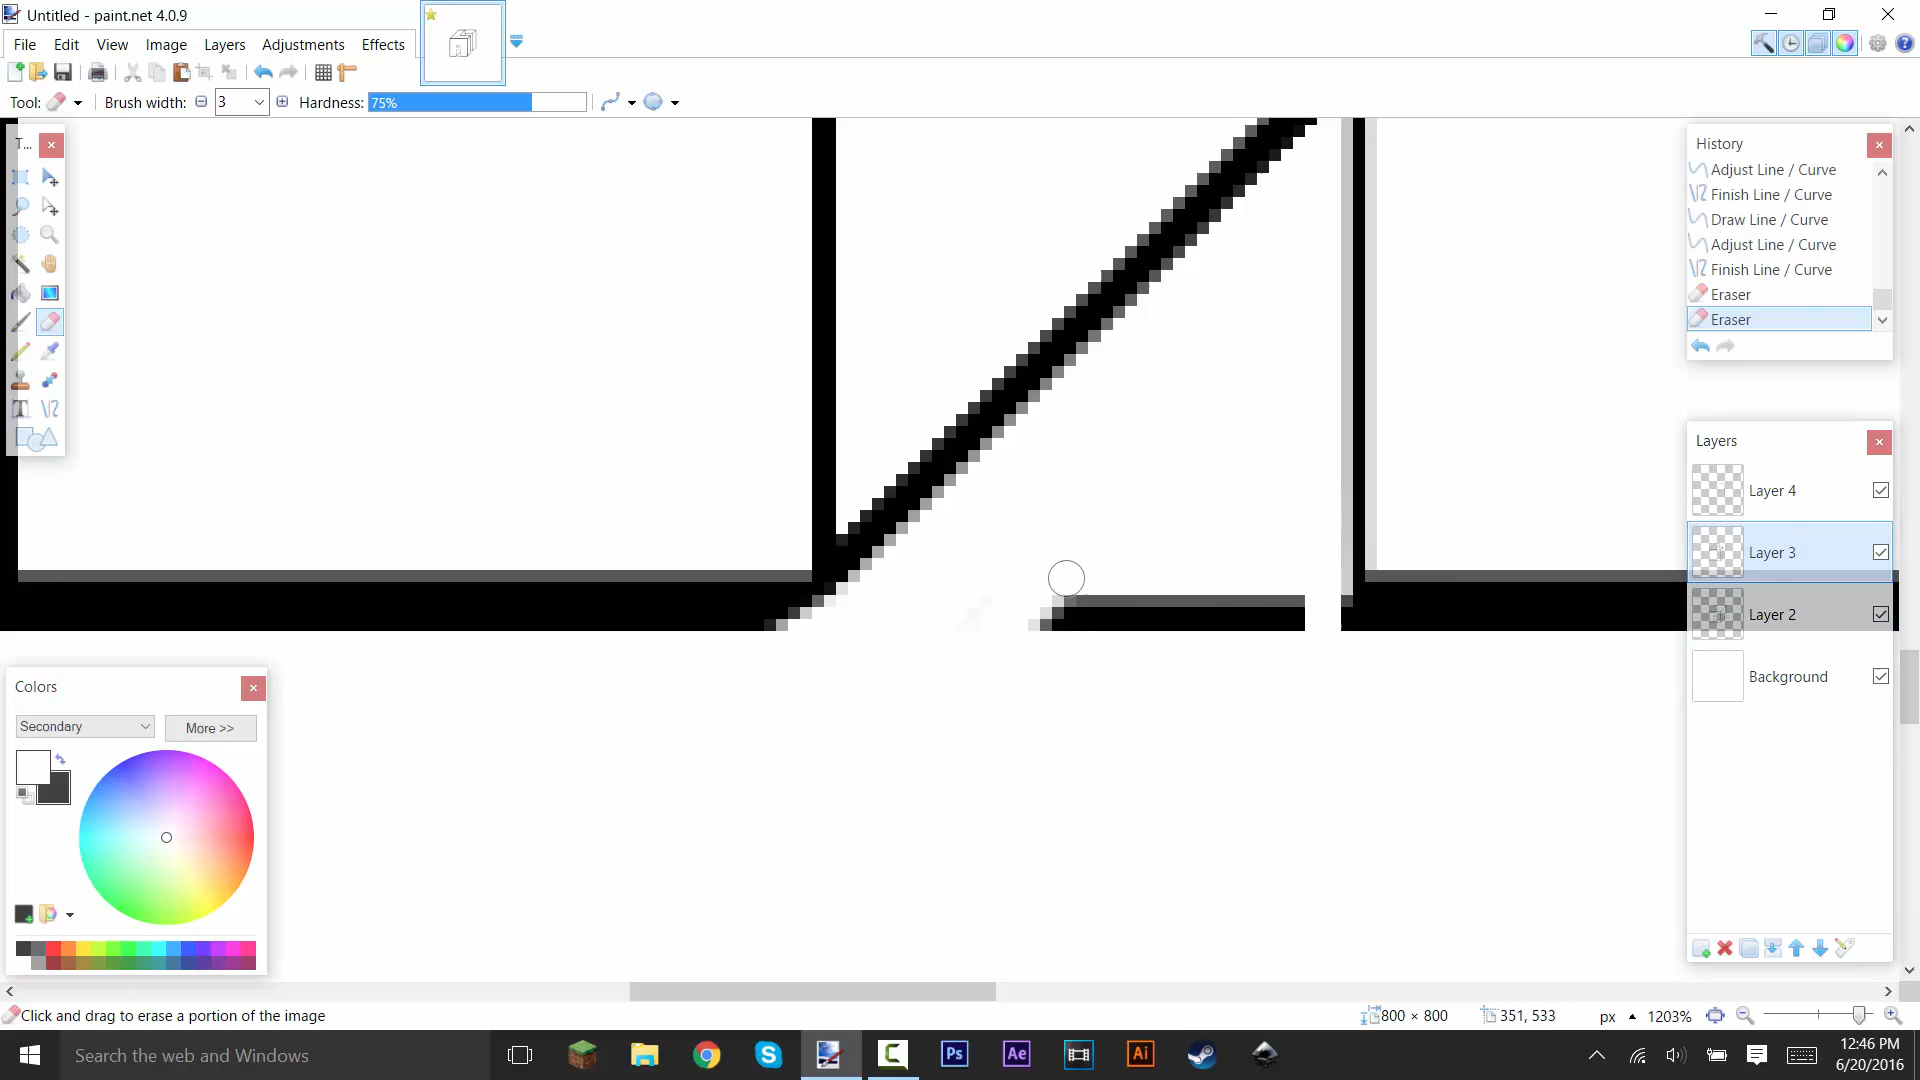 Untitled - paint.net 4.0.9
File Edit View Image Layers Adjustments Effects
Tool: Brush width: 3 Hardness: 75%
T...
History
Adjust Line / Curve
Finish Line / Curve
Draw Line / Curve
Adjust Line / Curve
Finish Line / Curve
Eraser
Eraser
Layers
Layer 4
Layer 3
Layer 2
Background
Colors
Secondary More >>
Click and drag to erase a portion of the image
800 × 800 351, 533 px 1203%
Search the web and Windows
Ps Ae Ai
12:46 PM
6/20/2016